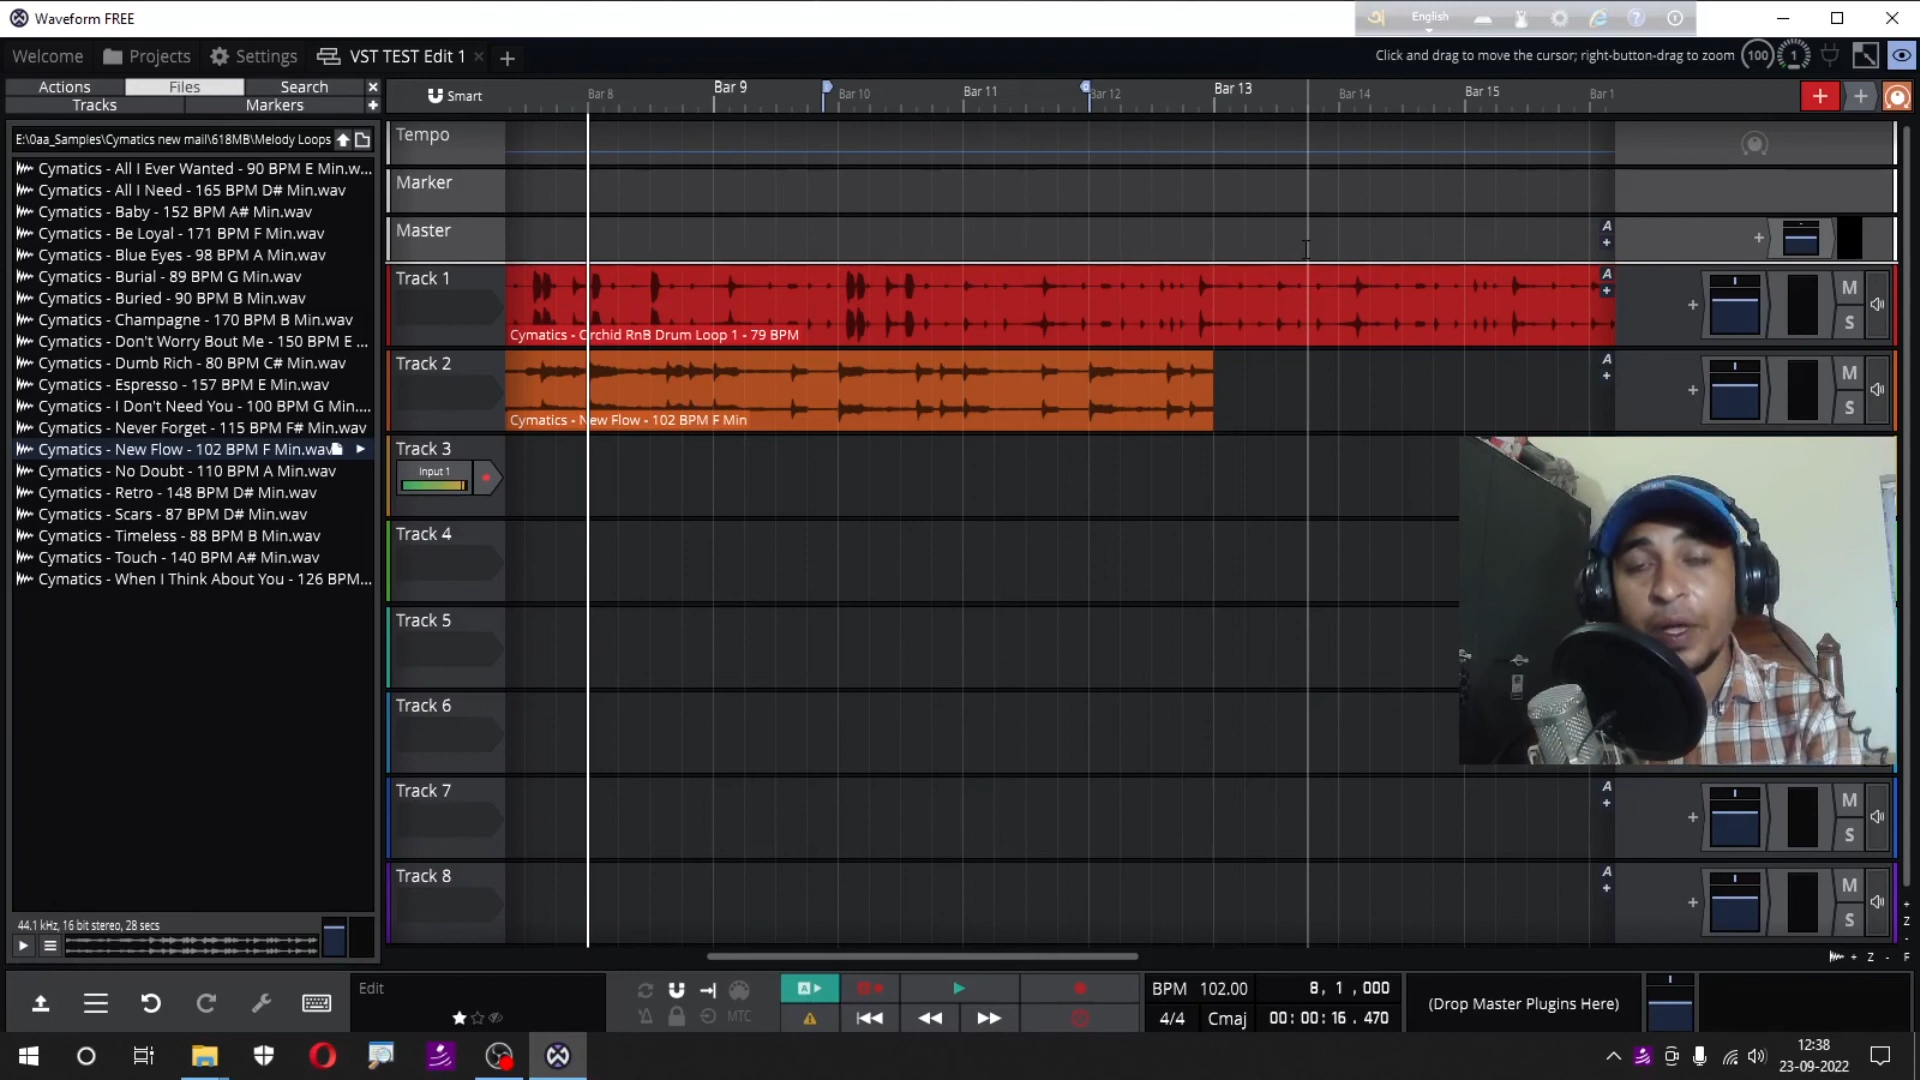 Waveform FREE
English
Welcome
Projects
Settings
VST TEST Edit 1
Click and drag to move the cursor; right-button-drag to zoom
100
1
Actions
Files
Search
Tracks
Markers
Smart
Bar 8
Bar 9
Bar 10
Bar 11
Bar 12
Bar 13
Bar 14
Bar 15
Bar 1
E:\0aa_Samples\Cymatics new mail\618MB\Melody Loops
Cymatics - All I Ever Wanted - 90 BPM E Min.w...
Cymatics - All I Need - 165 BPM D# Min.wav
Cymatics - Baby - 152 BPM A# Min.wav
Cymatics - Be Loyal - 171 BPM F Min.wav
Cymatics - Blue Eyes - 98 BPM A Min.wav
Cymatics - Burial - 89 BPM G Min.wav
Cymatics - Buried - 90 BPM B Min.wav
Cymatics - Champagne - 170 BPM B Min.wav
Cymatics - Don't Worry Bout Me - 150 BPM E ...
Cymatics - Dumb Rich - 80 BPM C# Min.wav
Cymatics - Espresso - 157 BPM E Min.wav
Cymatics - I Don't Need You - 100 BPM G Min....
Cymatics - Never Forget - 115 BPM F# Min.wav
Cymatics - New Flow - 102 BPM F Min.wav
Cymatics - No Doubt - 110 BPM A Min.wav
Cymatics - Retro - 148 BPM D# Min.wav
Cymatics - Scars - 87 BPM D# Min.wav
Cymatics - Timeless - 88 BPM B Min.wav
Cymatics - Touch - 140 BPM A# Min.wav
Cymatics - When I Think About You - 126 BPM...
44.1 kHz, 16 bit stereo, 28 secs
Tempo
Marker
Master
A
Track 1
Cymatics - Orchid RnB Drum Loop 1 - 79 BPM
A
M
S
Track 2
Cymatics - New Flow - 102 BPM F Min
A
M
S
Track 3
Input 1
Track 4
Track 5
Track 6
Track 7
A
M
S
Track 8
A
M
S
Z
Z
F
Edit
MTC
A
BPM 102.00
8, 1, 000
4/4
Cmaj
00:00:16.470
(Drop Master Plugins Here)
12:38
23-09-2022